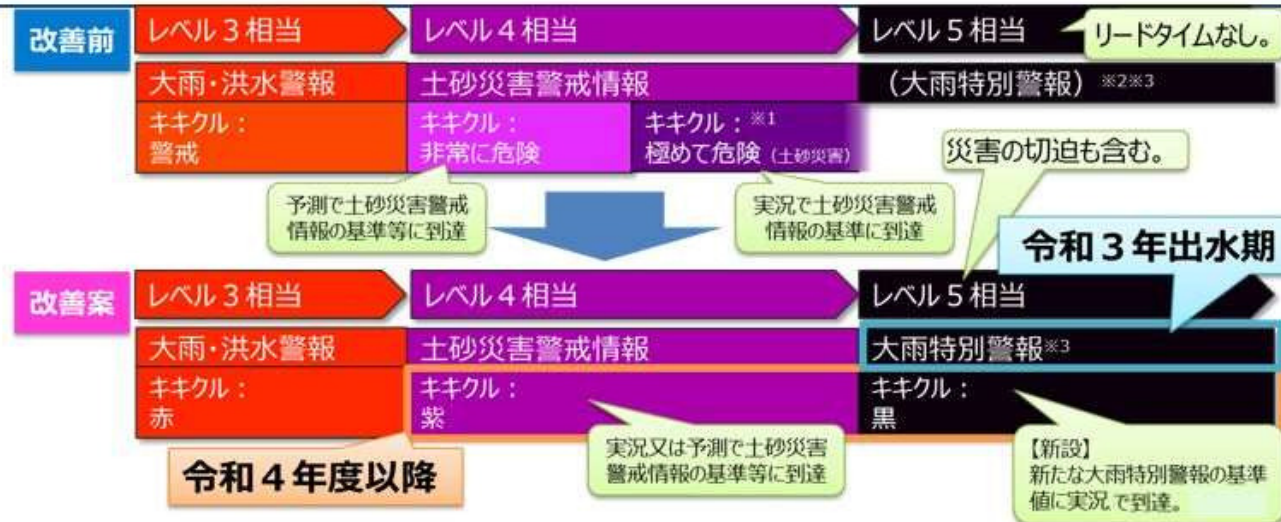 改善前
レベル3相当
レベル4相当
レベル5相当
リードタイムなし。
大雨・洪水警報
土砂災害警戒情報
(大雨特別警報)※2※3
キキクル:
警戒
キキクル:
非常に危険
キキクル:※1
極めて危険(土砂災害)
災害の切迫も含む。
予測で土砂災害警戒
情報の基準等に到達
実況で土砂災害警戒
情報の基準に到達
令和3年出水期
改善案
レベル3相当
レベル4相当
レベル5相当
大雨・洪水警報
土砂災害警戒情報
大雨特別警報※3
キキクル:
赤
キキクル:
紫
キキクル:
黒
令和4年度以降
実況又は予測で土砂災害
警戒情報の基準等に到達
【新設】
新たな大雨特別警報の基準
値に実況で到達。